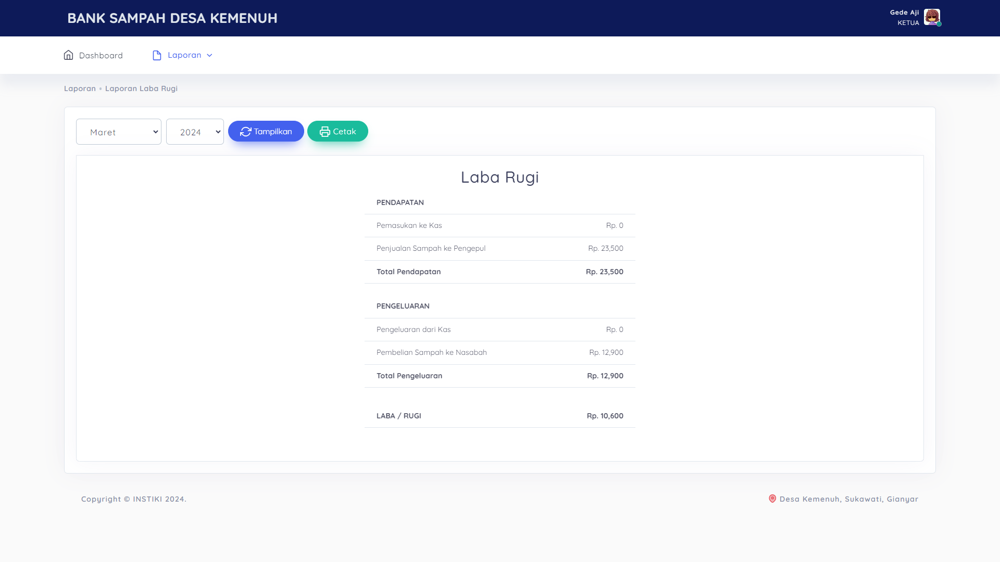 BANK SAMPAH DESA KEMENUH
Gede Aji
KETUA
Dashboard
Laporan
Laporan • Laporan Laba Rugi
Maret
2024
Tampilkan
Cetak
Laba Rugi
PENDAPATAN
Pemasukan ke Kas Rp. 0
Penjualan Sampah ke Pengepul Rp. 23,500
Total Pendapatan Rp. 23,500
PENGELUARAN
Pengeluaran dari Kas Rp. 0
Pembelian Sampah ke Nasabah Rp. 12,900
Total Pengeluaran Rp. 12,900
LABA / RUGI Rp. 10,600
Copyright © INSTIKI 2024.
Desa Kemenuh, Sukawati, Gianyar